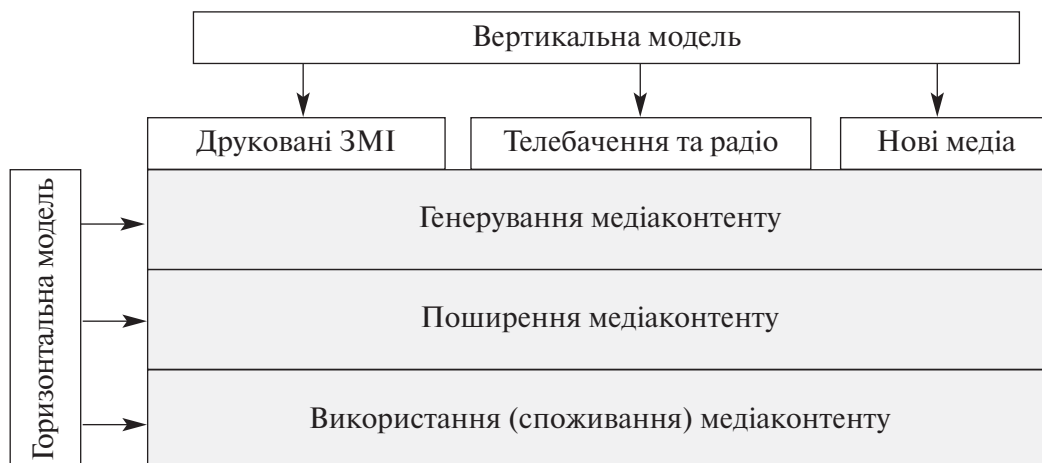 Вертикальна модель
Друковані ЗМІ
Телебачення та радіо
Нові медіа
Горизонтальна модель
Генерування медіаконтенту
Поширення медіаконтенту
Використання (споживання) медіаконтенту